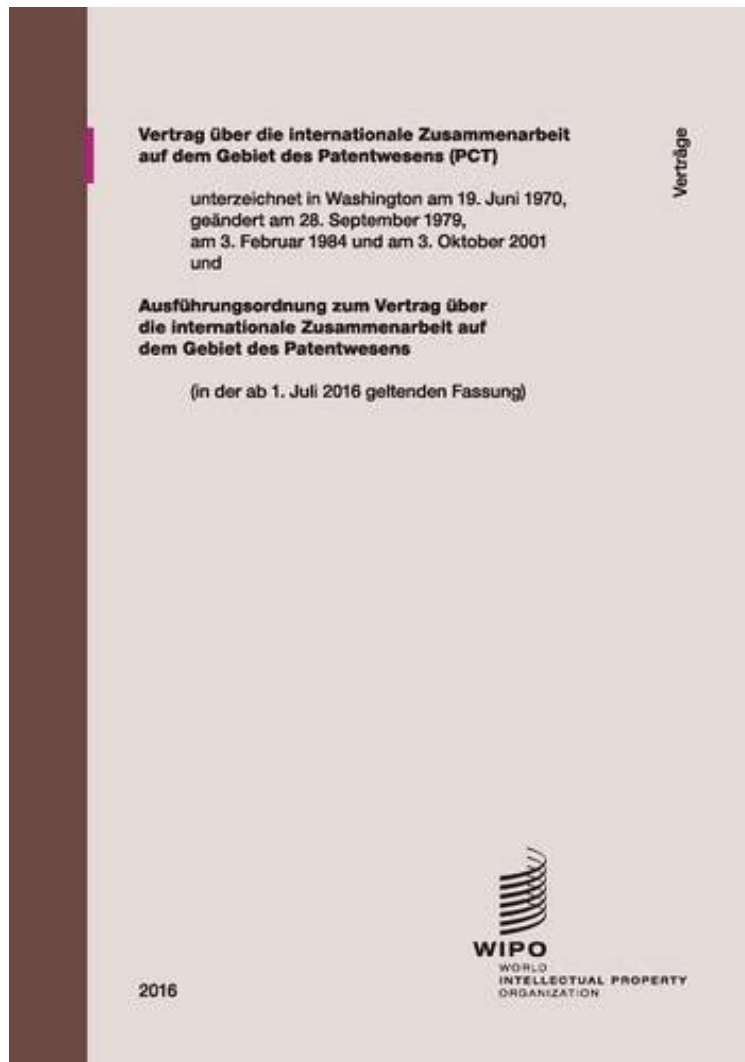 Vertrag über die internationale Zusammenarbeit
auf dem Gebiet des Patentwesens (PCT)
Verträge
unterzeichnet in Washington am 19. Juni 1970,
geändert am 28. September 1979,
am 3. Februar 1984 und am 3. Oktober 2001
und
Ausführungsordnung zum Vertrag über
die internationale Zusammenarbeit auf
dem Gebiet des Patentwesens
(in der ab 1. Juli 2016 geltenden Fassung)
WIPO
WORLD
INTELLECTUAL PROPERTY
ORGANIZATION
2016